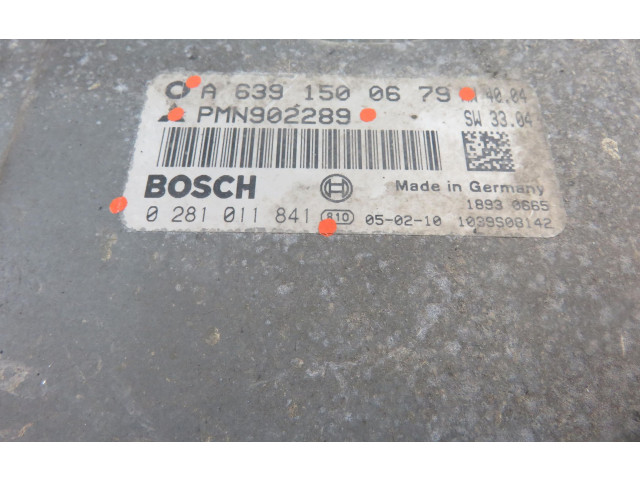 A 639 150 06 79 40.04
PMN902289 SW 33.04
BOSCH Made in Germany
1893 0665
0 281 011 841 810 05-02-10 1039S08142